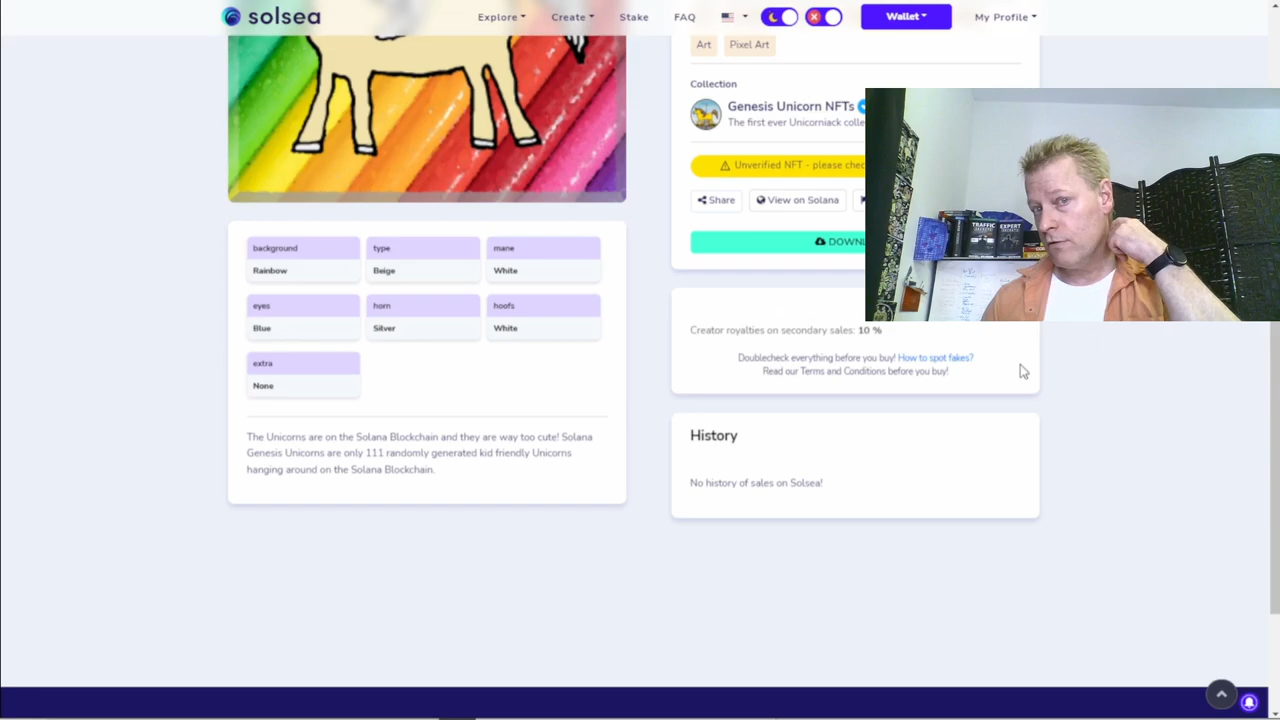 solsea
Explore
Create
Stake
FAQ
Wallet
My Profile
Art
Pixel Art
Collection
Genesis Unicorn NFTs
The first ever Unicorniack colle
Unverified NFT - please chec
Share
View on Solana
DOWNL
TRAFFIC
SECRETS
EXPERT
SECRETS
background
Rainbow
type
Beige
mane
White
eyes
Blue
horn
Silver
hoofs
White
extra
None
The Unicorns are on the Solana Blockchain and they are way too cute! Solana
Genesis Unicorns are only 111 randomly generated kid friendly Unicorns
hanging around on the Solana Blockchain.
Creator royalties on secondary sales: 10 %
Doublecheck everything before you buy! How to spot fakes?
Read our Terms and Conditions before you buy!
History
No history of sales on Solsea!